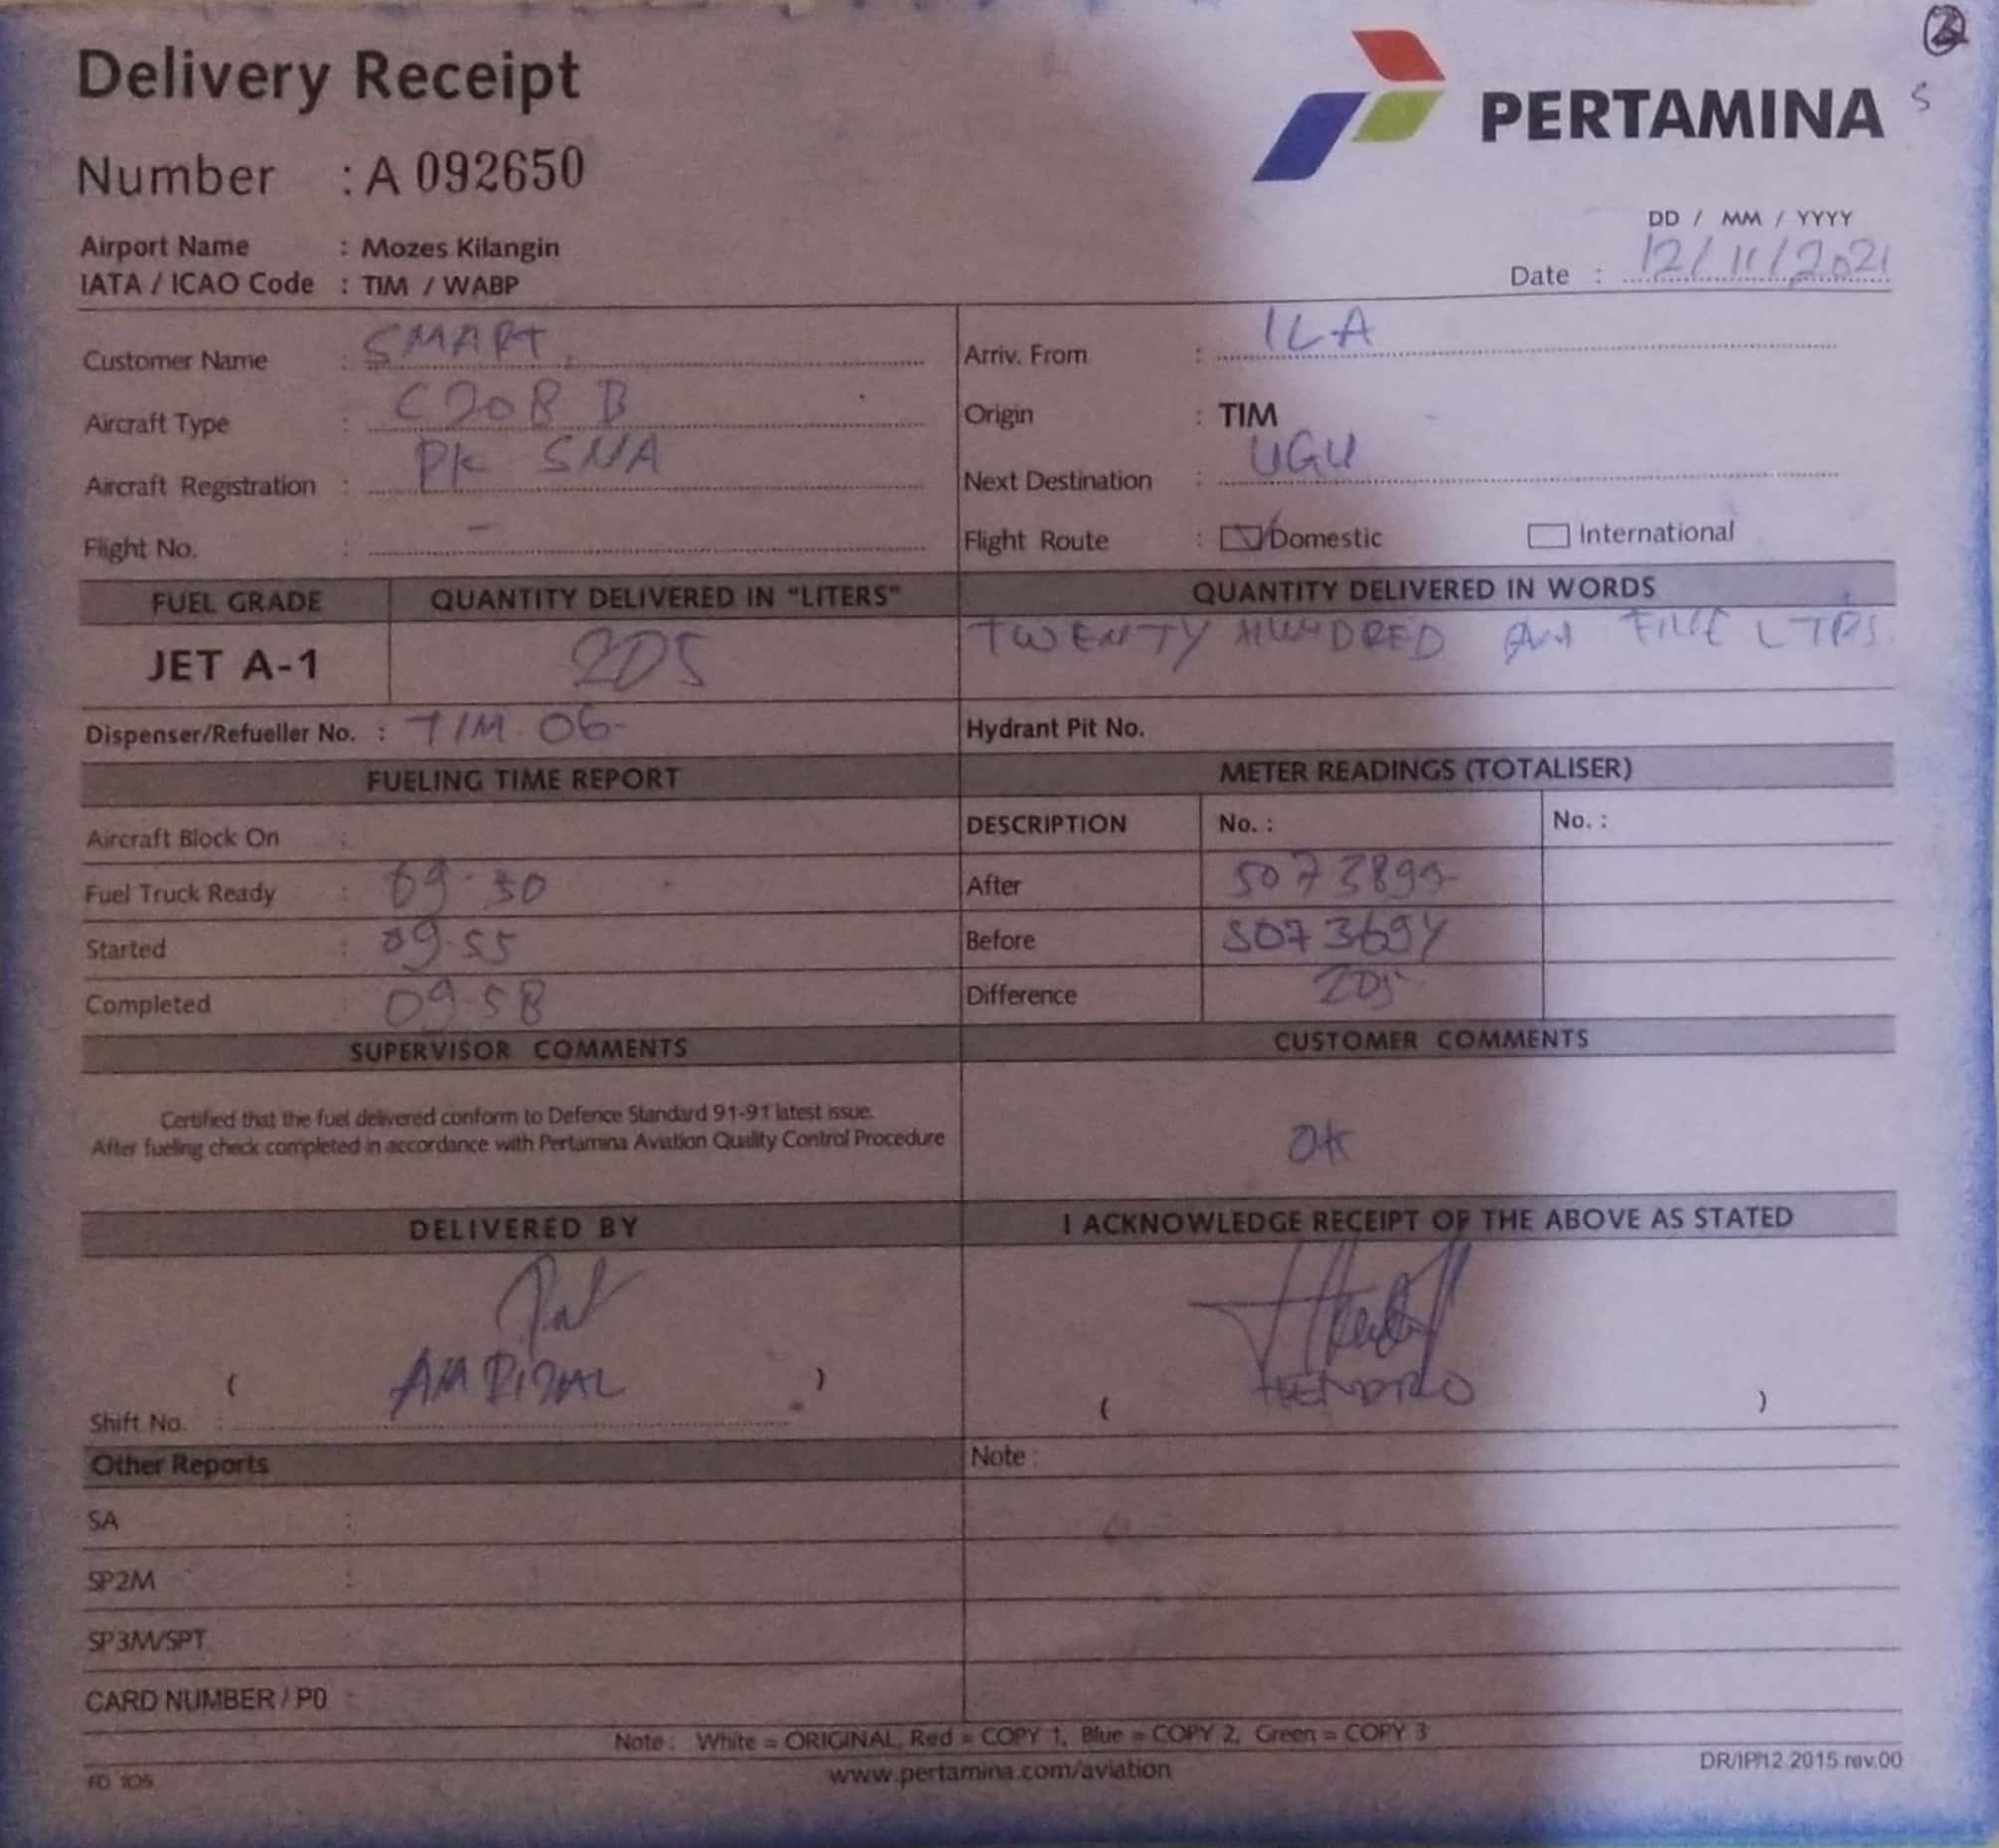 Delivery Receipt
PERTAMINA
Number : A 092650
Airport Name : Mozes Kilangin
IATA / ICAO Code : TIM / WABP
DD / MM / YYYY
Date : 12/11/2021
Customer Name : SMART
Arriv. From : ILA
Aircraft Type : C208 B
Origin : TIM
Aircraft Registration : PK SNA
Next Destination : UGU
Flight No. : -
Flight Route : Domestic International
FUEL GRADE QUANTITY DELIVERED IN "LITERS" QUANTITY DELIVERED IN WORDS
JET A-1 205 TWENTY HUNDRED And FIVE LTRS
Dispenser/Refueller No. : TIM. 06- Hydrant Pit No.
FUELING TIME REPORT METER READINGS (TOTALISER)
Aircraft Block On : DESCRIPTION No. : No. :
Fuel Truck Ready : 09.50 After 5073899
Started : 09.55 Before 5073694
Completed : 09.58 Difference 205
SUPERVISOR COMMENTS CUSTOMER COMMENTS
Certified that the fuel delivered conform to Defence Standard 91-91 latest issue.
After fueling check completed in accordance with Pertamina Aviation Quality Control Procedure
Ok
DELIVERED BY I ACKNOWLEDGE RECEIPT OF THE ABOVE AS STATED
( AM RIZAL ) ( HENDRO )
Shift No. :
Other Reports Note :
SA :
SP2M :
SP3M/SPT :
CARD NUMBER / PO :
Note : White = ORIGINAL, Red = COPY 1, Blue = COPY 2, Green = COPY 3
www.pertamina.com/aviation
DR/IP/12.2015 rev.00